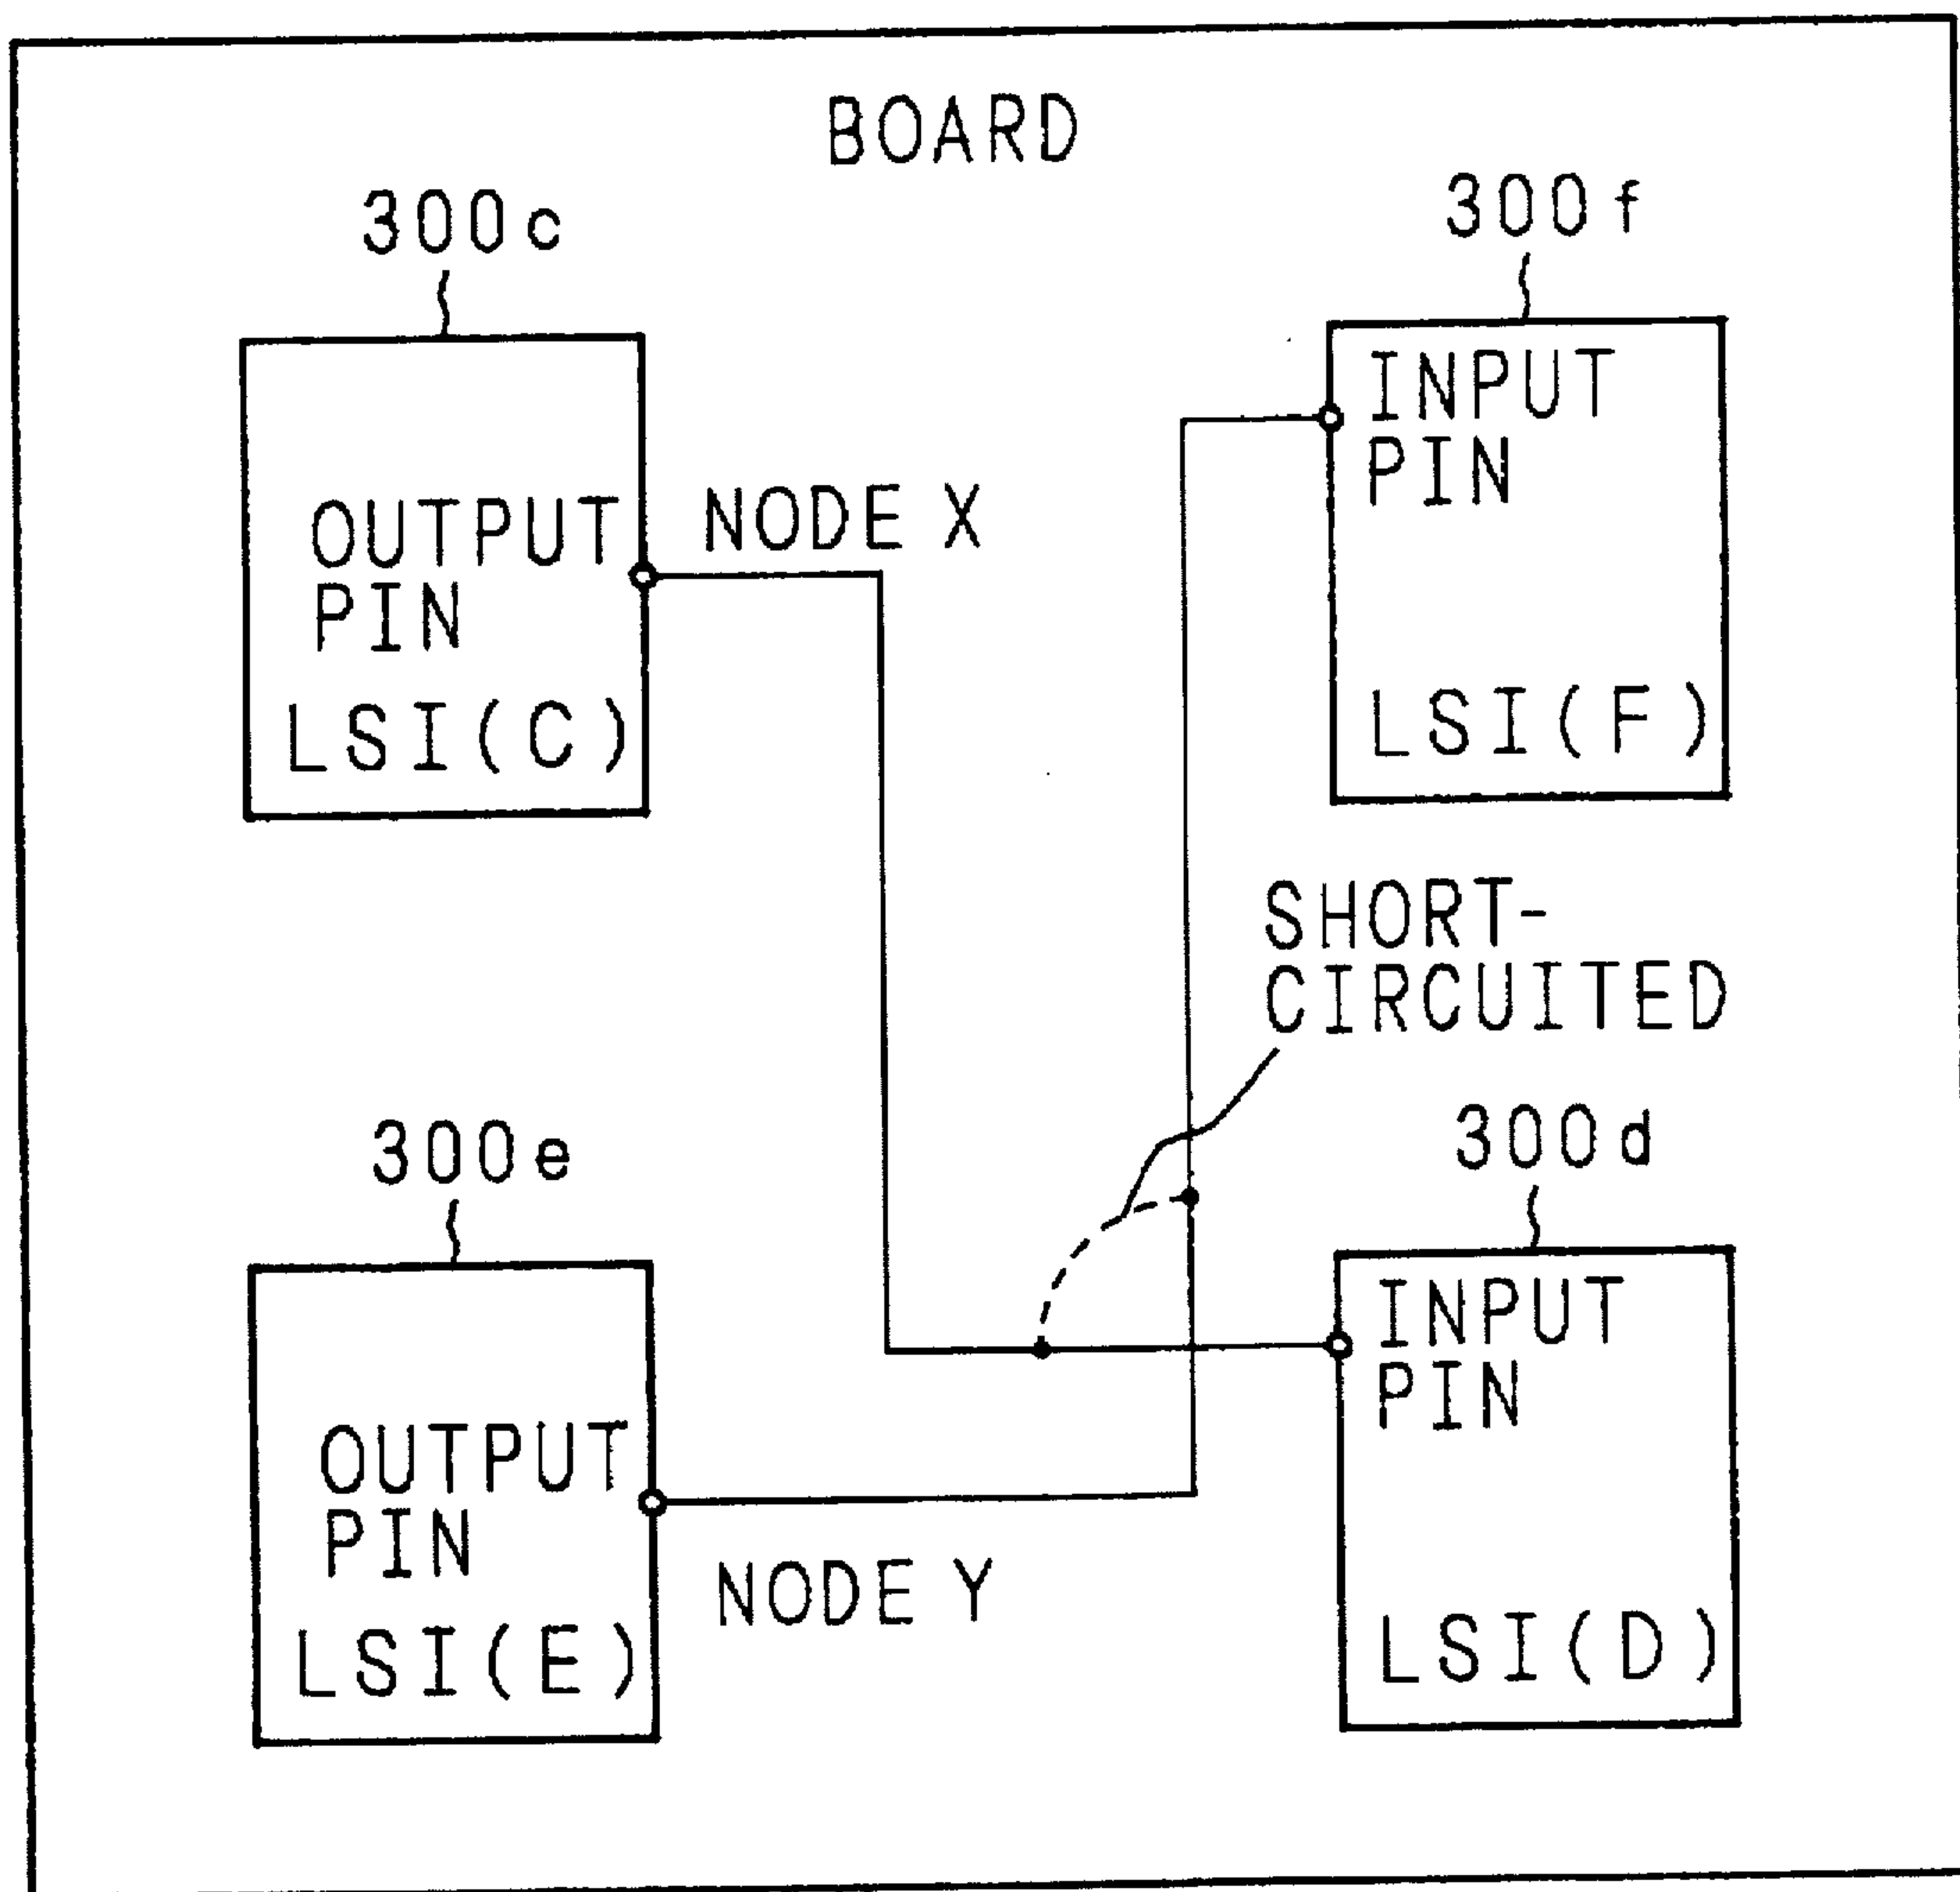 BOARD
300c
OUTPUT
PIN
LSI(C)
NODE X
300f
INPUT
PIN
LSI(F)
SHORT-
CIRCUITED
300e
OUTPUT
PIN
LSI(E)
NODE Y
300d
INPUT
PIN
LSI(D)